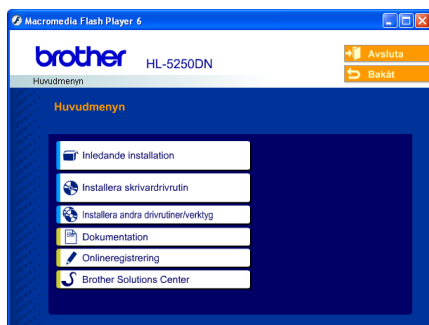 Macromedia Flash Player 6
brother HL-5250DN
Avsluta
Bakåt
Huvudmenyn
Huvudmenyn
Inledande installation
Installera skrivardrivrutin
Installera andra drivrutiner/verktyg
Dokumentation
Onlineregistrering
Brother Solutions Center